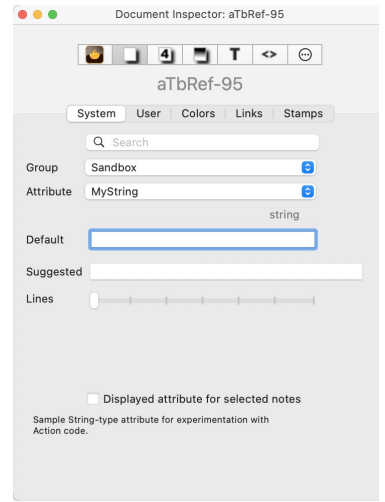 Document Inspector: aTbRef-95
4 T <>
aTbRef-95
System User Colors Links Stamps
Search
Group Sandbox
Attribute MyString
string
Default
Suggested
Lines
Displayed attribute for selected notes
Sample String-type attribute for experimentation with
Action code.